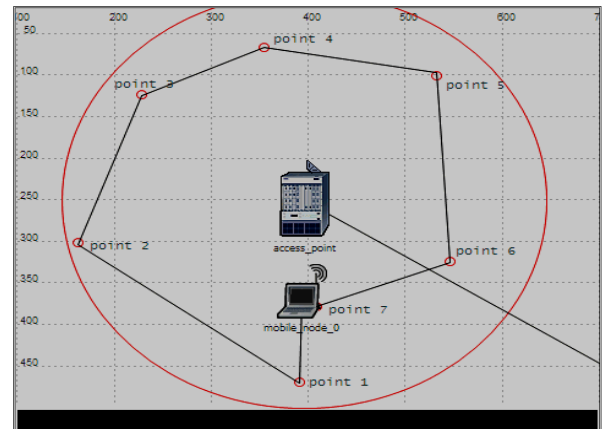 00 200 300 400 500 600 7
50
100
150
200
250
300
350
400
450
point 4
point 3
point 5
access_point
point 2
point 6
point 7
mobile_node_0
point 1